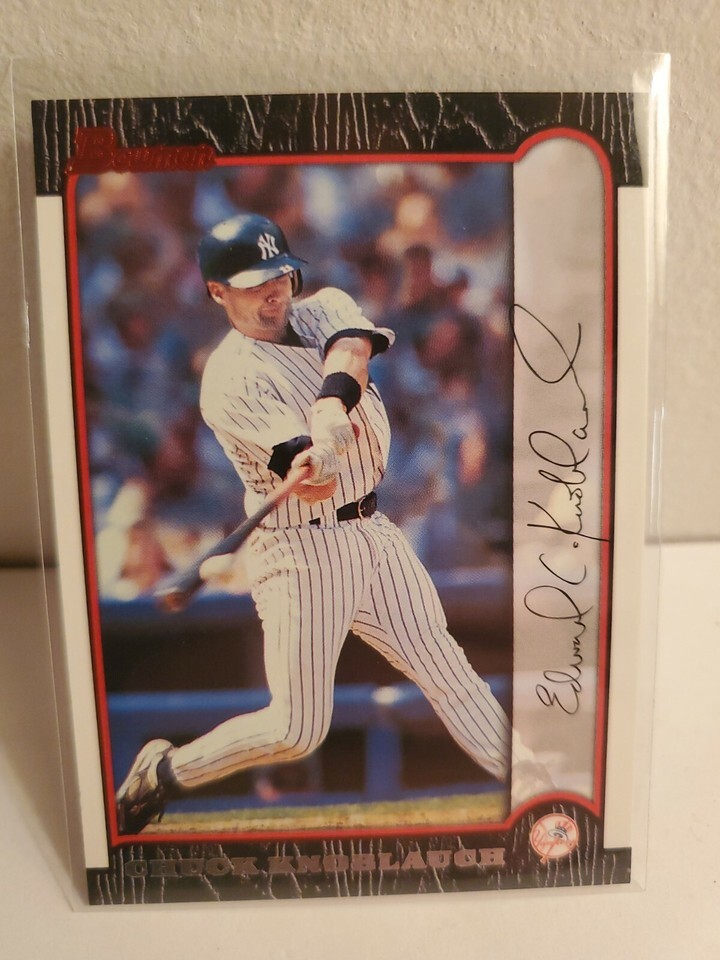 Bowman
NY
Edward C. Knoblauch
CHUCK KNOBLAUCH